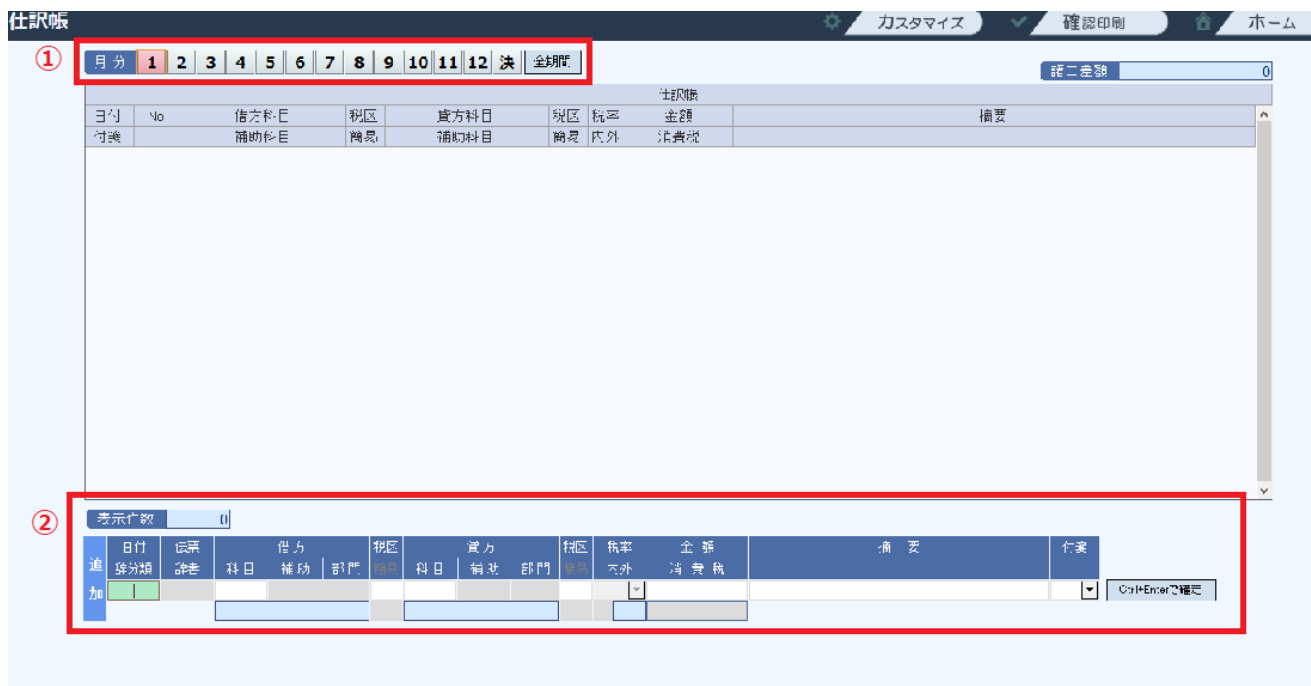 仕訳帳 カスタマイズ 確認印刷 ホーム
① 月分 1 2 3 4 5 6 7 8 9 10 11 12 決 全期間
諸口差額 0
仕訳帳
日付 No 借方科目 税区 貸方科目 税区 税率 金額 摘要
付箋 補助科目 簡易 補助科目 簡易 内外 消費税
② 表示件数 0
日付 伝票 借方 税区 貸方 税区 税率 金額 摘要 付箋
追加 辞分類 辞書 科目 補助 部門 簡易 科目 補助 部門 簡易 内外 消費税
Ctrl+Enterで確定